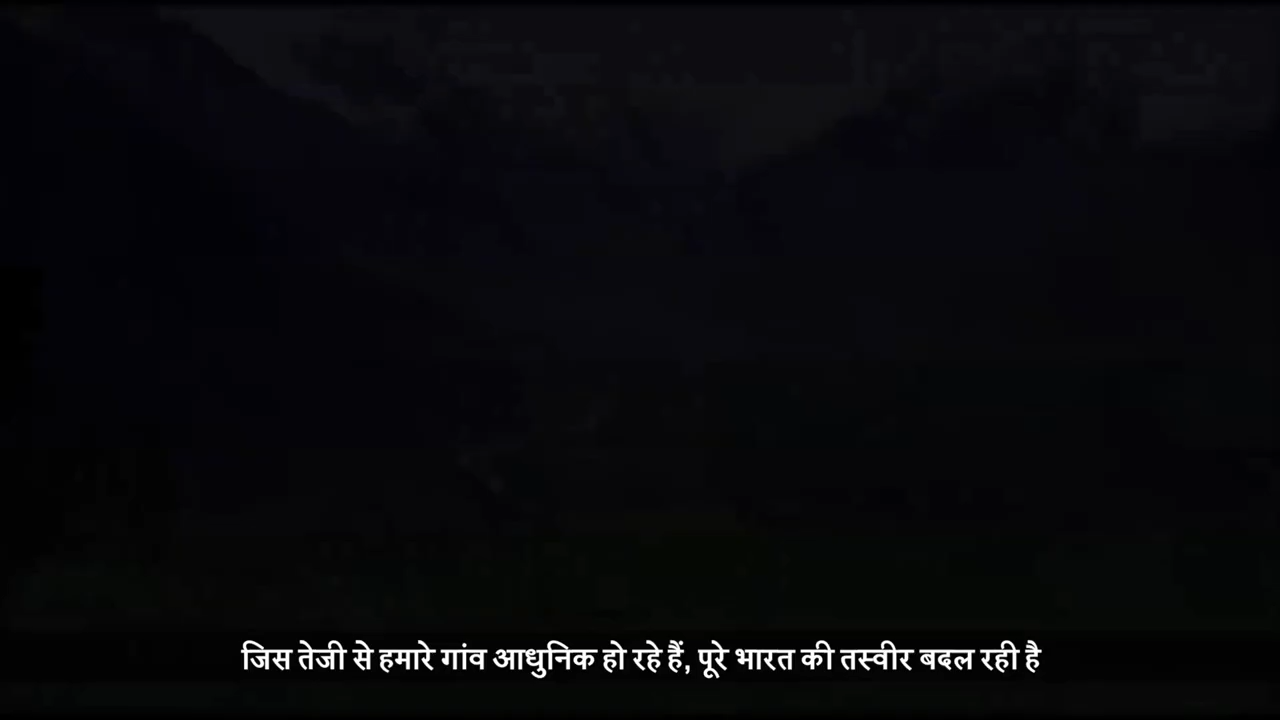 जिस तेजी से हमारे गांव आधुनिक हो रहे हैं, पूरे भारत की तस्वीर बदल रही है